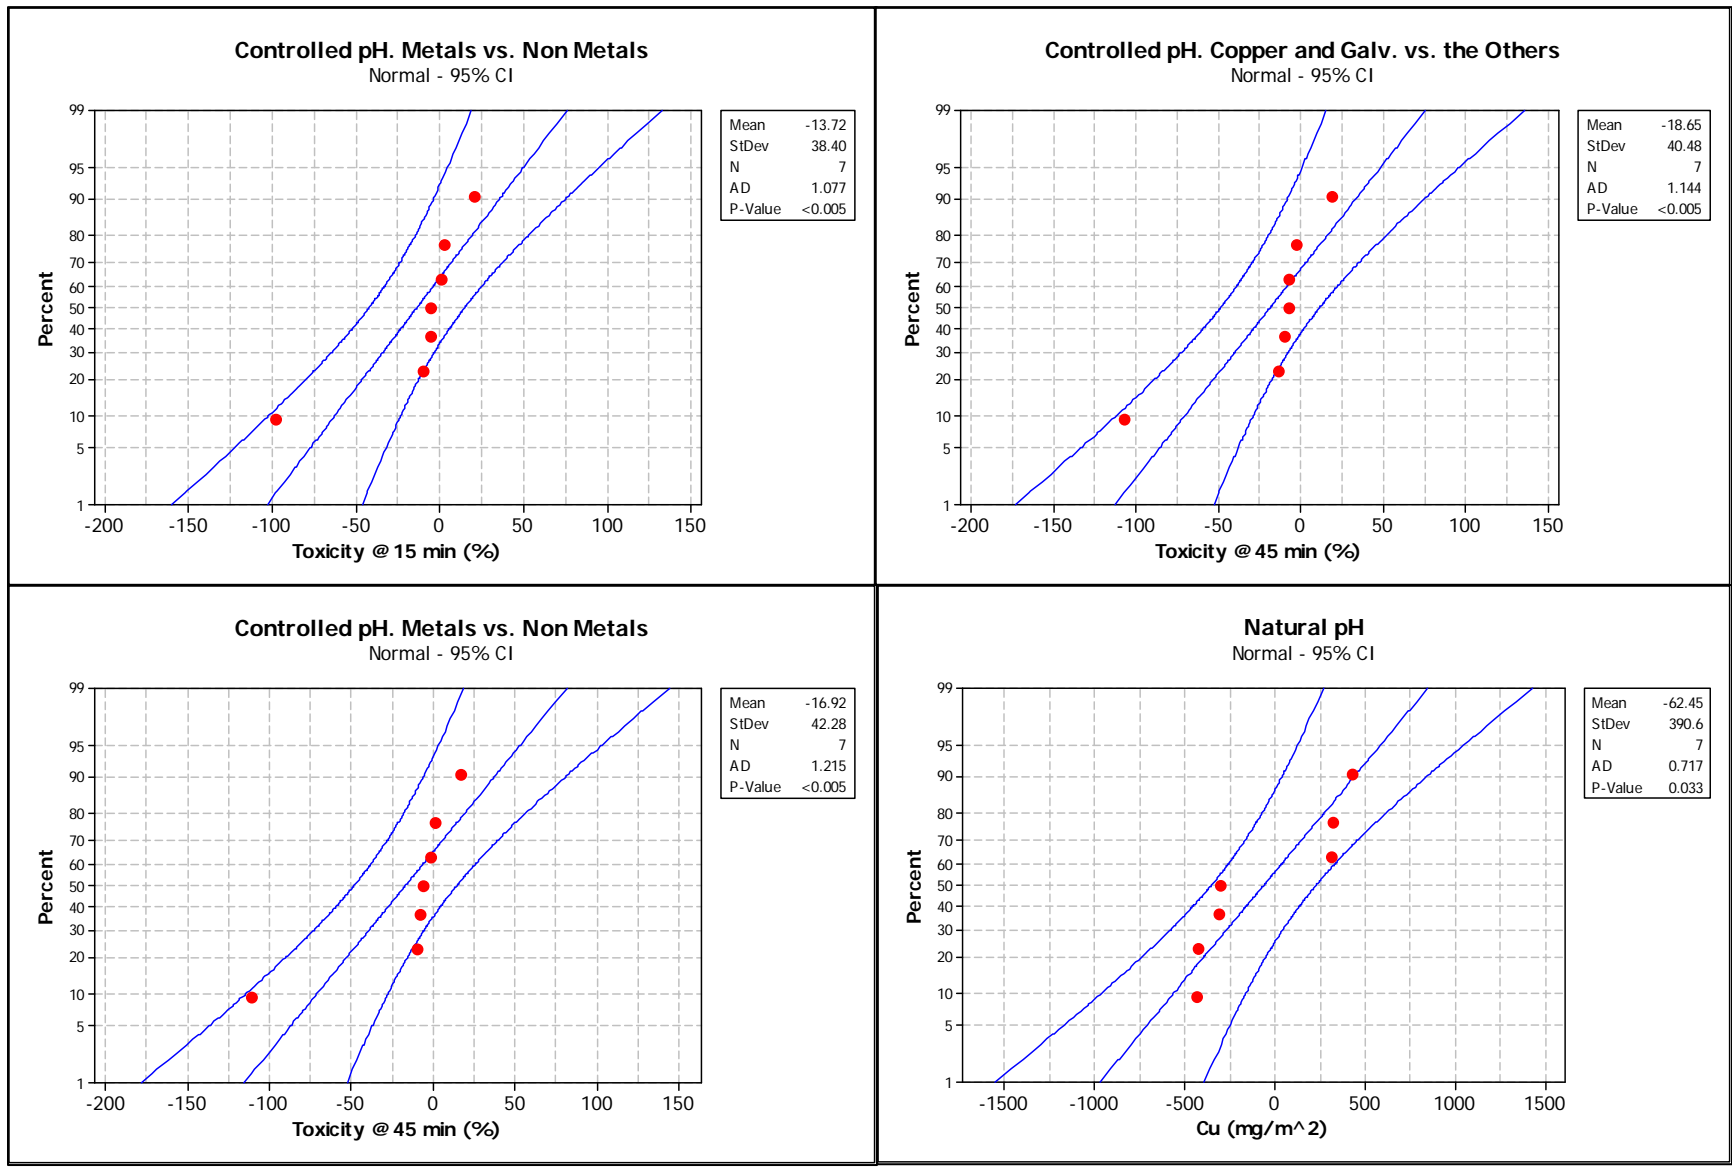 Controlled pH. Metals vs. Non Metals
Normal - 95% CI
99
95
90
80
70
60
50
40
30
20
10
5
1
Percent
-200 -150 -100 -50 0 50 100 150
Toxicity @ 15 min (%)
Mean -13.72
StDev 38.40
N 7
AD 1.077
P-Value <0.005
Controlled pH. Copper and Galv. vs. the Others
Normal - 95% CI
99
95
90
80
70
60
50
40
30
20
10
5
1
Percent
-200 -150 -100 -50 0 50 100 150
Toxicity @ 45 min (%)
Mean -18.65
StDev 40.48
N 7
AD 1.144
P-Value <0.005
Controlled pH. Metals vs. Non Metals
Normal - 95% CI
99
95
90
80
70
60
50
40
30
20
10
5
1
Percent
-200 -150 -100 -50 0 50 100 150
Toxicity @ 45 min (%)
Mean -16.92
StDev 42.28
N 7
AD 1.215
P-Value <0.005
Natural pH
Normal - 95% CI
99
95
90
80
70
60
50
40
30
20
10
5
1
Percent
-1500 -1000 -500 0 500 1000 1500
Cu (mg/m^2)
Mean -62.45
StDev 390.6
N 7
AD 0.717
P-Value 0.033